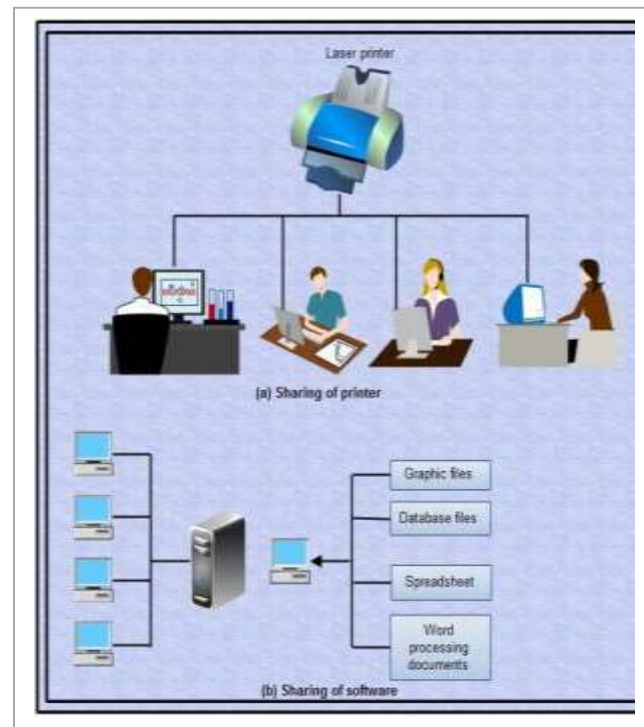 Laser printer
(a) Sharing of printer
Graphic files
Database files
Spreadsheet
Word
processing
documents
(b) Sharing of software